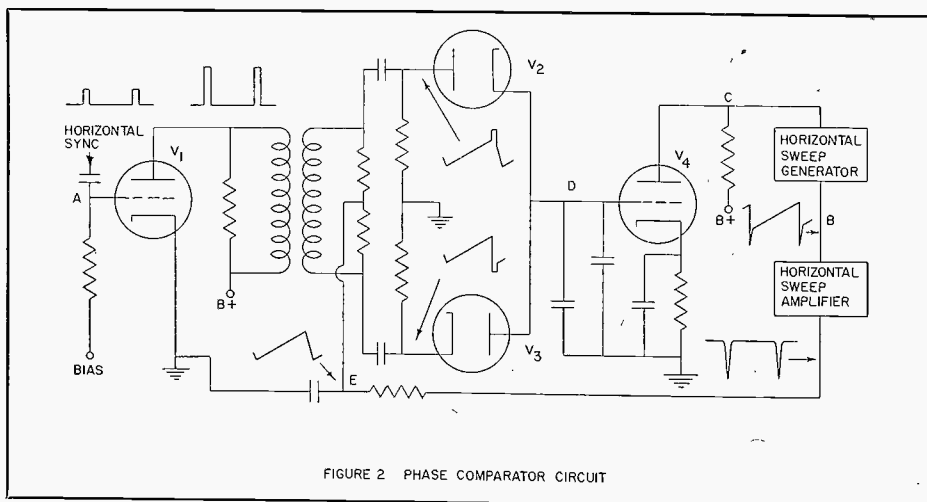 HORIZONTAL
SYNC
A
V1
B+
BIAS
E
V2
V3
D
V4
C
B+
B
HORIZONTAL
SWEEP
GENERATOR
HORIZONTAL
SWEEP
AMPLIFIER
FIGURE 2 PHASE COMPARATOR CIRCUIT